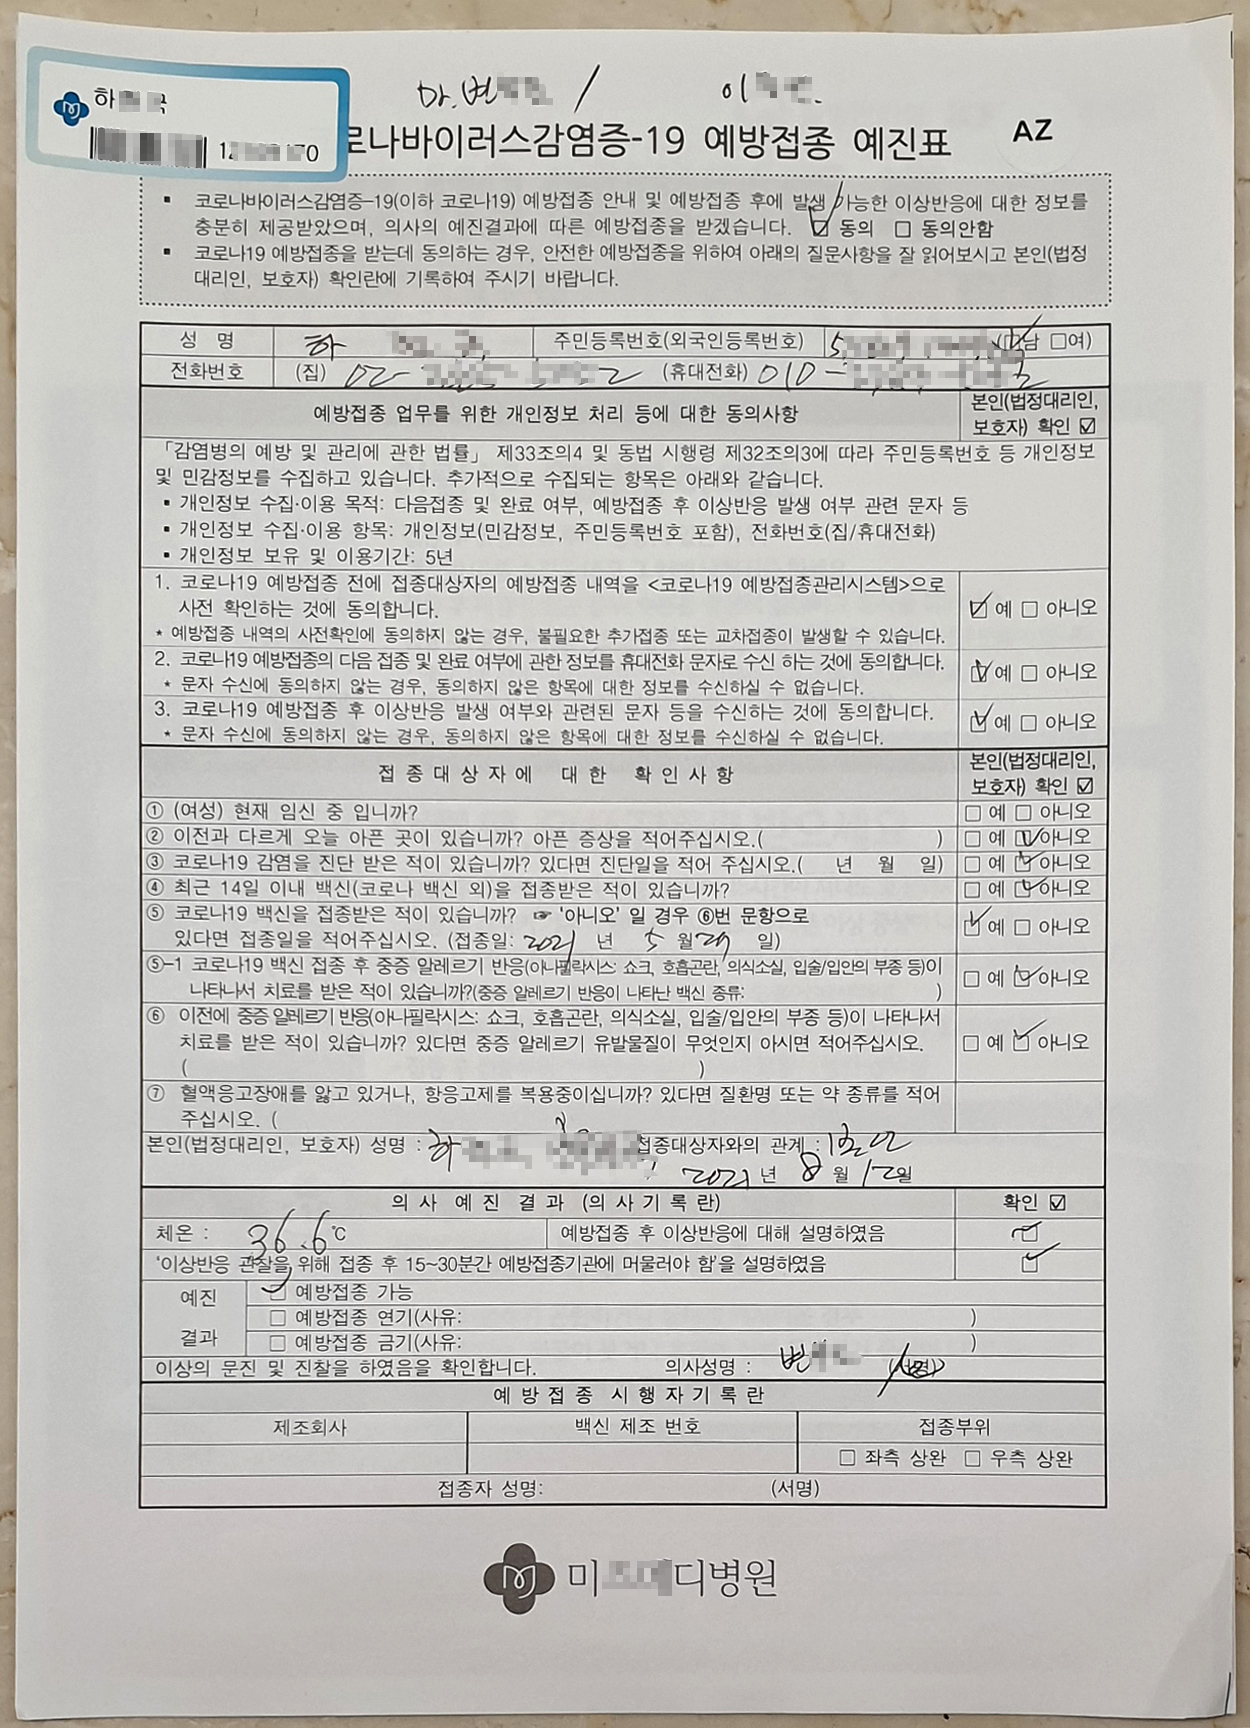 하 국
Dr. 변 / 이
로나바이러스감염증-19 예방접종 예진표 AZ
▪ 코로나바이러스감염증-19(이하 코로나19) 예방접종 안내 및 예방접종 후에 발생 가능한 이상반응에 대한 정보를
충분히 제공받았으며, 의사의 예진결과에 따른 예방접종을 받겠습니다. ☑ 동의 □ 동의안함
▪ 코로나19 예방접종을 받는데 동의하는 경우, 안전한 예방접종을 위하여 아래의 질문사항을 잘 읽어보시고 본인(법정
대리인, 보호자) 확인란에 기록하여 주시기 바랍니다.
성 명 하 주민등록번호(외국인등록번호) 5 (☑남 □여)
전화번호 (집) 02- 2 (휴대전화) 010-
예방접종 업무를 위한 개인정보 처리 등에 대한 동의사항 본인(법정대리인,
보호자) 확인 ☑
「감염병의 예방 및 관리에 관한 법률」 제33조의4 및 동법 시행령 제32조의3에 따라 주민등록번호 등 개인정보
및 민감정보를 수집하고 있습니다. 추가적으로 수집되는 항목은 아래와 같습니다.
▪ 개인정보 수집·이용 목적: 다음접종 및 완료 여부, 예방접종 후 이상반응 발생 여부 관련 문자 등
▪ 개인정보 수집·이용 항목: 개인정보(민감정보, 주민등록번호 포함), 전화번호(집/휴대전화)
▪ 개인정보 보유 및 이용기간: 5년
1. 코로나19 예방접종 전에 접종대상자의 예방접종 내역을 <코로나19 예방접종관리시스템>으로
사전 확인하는 것에 동의합니다. ☑ 예 □ 아니오
* 예방접종 내역의 사전확인에 동의하지 않는 경우, 불필요한 추가접종 또는 교차접종이 발생할 수 있습니다.
2. 코로나19 예방접종의 다음 접종 및 완료 여부에 관한 정보를 휴대전화 문자로 수신 하는 것에 동의합니다. ☑ 예 □ 아니오
* 문자 수신에 동의하지 않는 경우, 동의하지 않은 항목에 대한 정보를 수신하실 수 없습니다.
3. 코로나19 예방접종 후 이상반응 발생 여부와 관련된 문자 등을 수신하는 것에 동의합니다. ☑ 예 □ 아니오
* 문자 수신에 동의하지 않는 경우, 동의하지 않은 항목에 대한 정보를 수신하실 수 없습니다.
접종대상자에 대한 확인사항 본인(법정대리인,
보호자) 확인 ☑
① (여성) 현재 임신 중 입니까? □ 예 □ 아니오
② 이전과 다르게 오늘 아픈 곳이 있습니까? 아픈 증상을 적어주십시오.( ) □ 예 ☑ 아니오
③ 코로나19 감염을 진단 받은 적이 있습니까? 있다면 진단일을 적어 주십시오.( 년 월 일) □ 예 ☑ 아니오
④ 최근 14일 이내 백신(코로나 백신 외)을 접종받은 적이 있습니까? □ 예 ☑ 아니오
⑤ 코로나19 백신을 접종받은 적이 있습니까? ☞ '아니오' 일 경우 ⑥번 문항으로
있다면 접종일을 적어주십시오. (접종일: 2021 년 5 월 29 일) ☑ 예 □ 아니오
⑤-1 코로나19 백신 접종 후 중증 알레르기 반응(아나필락시스: 쇼크, 호흡곤란, 의식소실, 입술/입안의 부종 등)이
나타나서 치료를 받은 적이 있습니까?(중증 알레르기 반응이 나타난 백신 종류: ) □ 예 ☑ 아니오
⑥ 이전에 중증 알레르기 반응(아나필락시스: 쇼크, 호흡곤란, 의식소실, 입술/입안의 부종 등)이 나타나서
치료를 받은 적이 있습니까? 있다면 중증 알레르기 유발물질이 무엇인지 아시면 적어주십시오. □ 예 ☑ 아니오
( )
⑦ 혈액응고장애를 앓고 있거나, 항응고제를 복용중이십니까? 있다면 질환명 또는 약 종류를 적어
주십시오. (
본인(법정대리인, 보호자) 성명 : 하 접종대상자와의 관계 : 본인
2021 년 8 월 12 일
의사 예진 결과 (의사기록란) 확인 ☑
체온 : 36.6 ℃ 예방접종 후 이상반응에 대해 설명하였음 ☑
'이상반응 관찰을 위해 접종 후 15~30분간 예방접종기관에 머물러야 함'을 설명하였음 ☑
예진
결과
☑ 예방접종 가능
□ 예방접종 연기(사유: )
□ 예방접종 금기(사유: )
이상의 문진 및 진찰을 하였음을 확인합니다. 의사성명 : 변 (서명)
예방접종 시행자기록란
제조회사 백신 제조 번호 접종부위
□ 좌측 상완 □ 우측 상완
접종자 성명: (서명)
미 디병원